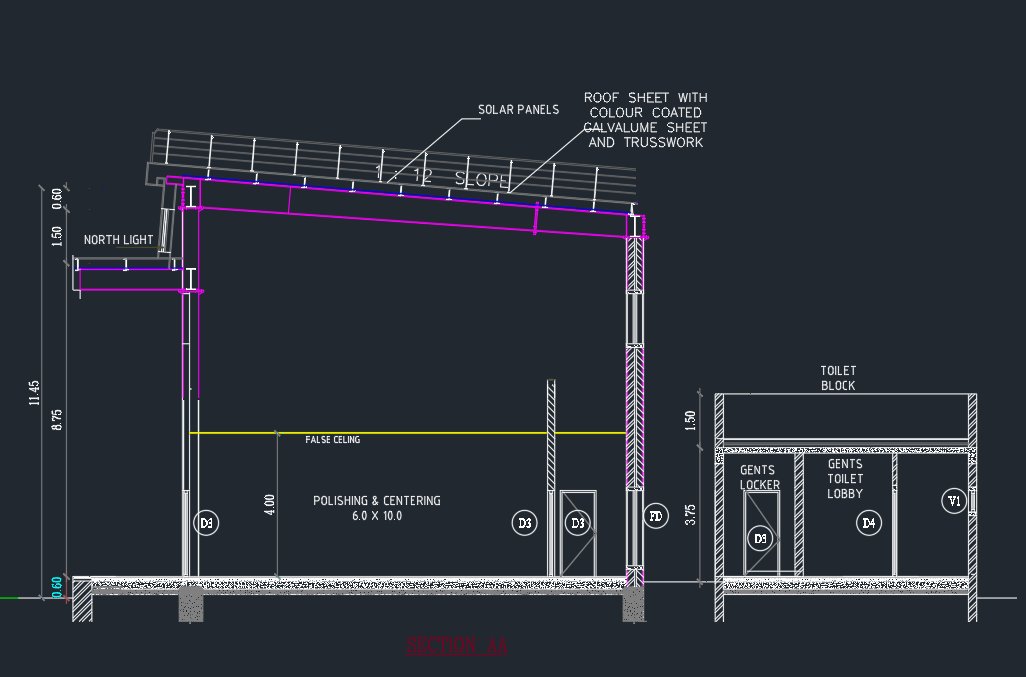 SOLAR PANELS
ROOF SHEET WITH
COLOUR COATED
GALVALUME SHEET
AND TRUSSWORK
1 : 12 SLOPE
0.60
1.50
NORTH LIGHT
11.45
8.75
TOILET
BLOCK
1.50
FALSE CELING
GENTS
LOCKER
GENTS
TOILET
LOBBY
POLISHING & CENTERING
6.0 X 10.0
4.00
3.75
D3
D3
D3
FD
D3
D4
V1
0.60
SECTION